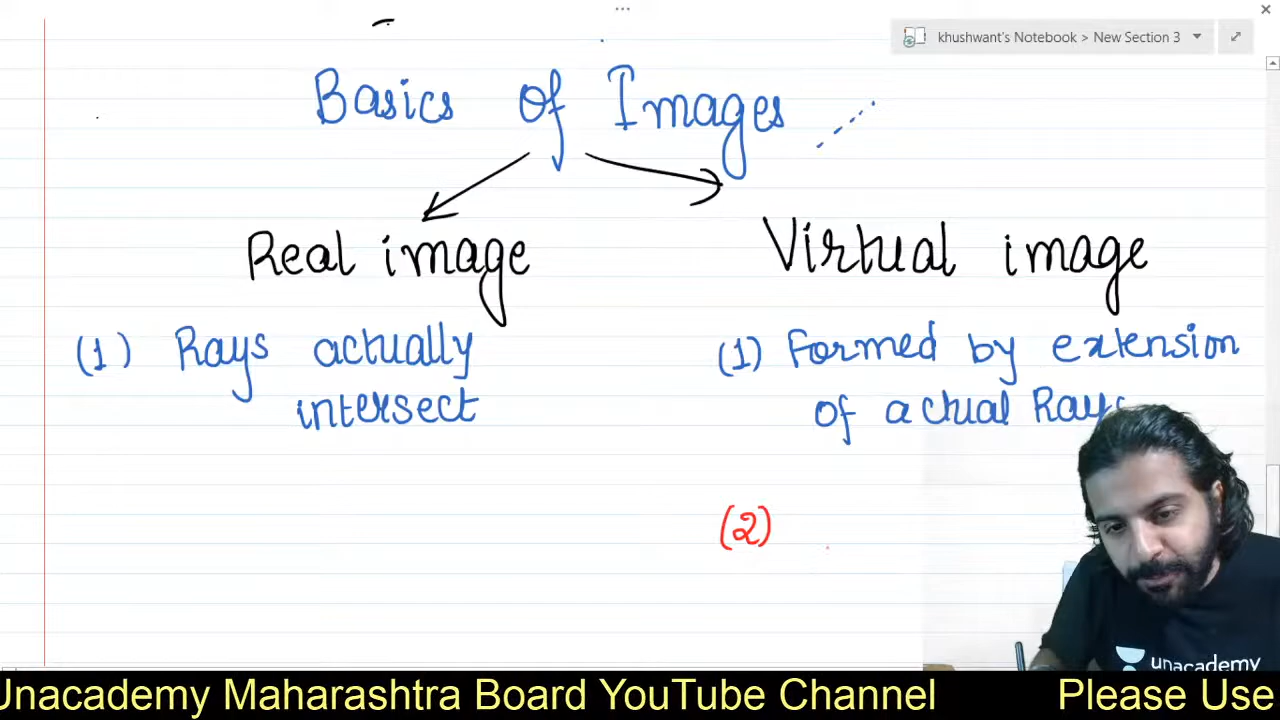 khushwant's Notebook > New Section 3
Basics of Images
Real image
Virtual image
(1) Rays actually
intersect
(1) Formed by extension
of actual Rays
(2)
unacademy
Unacademy Maharashtra Board YouTube Channel
Please Use